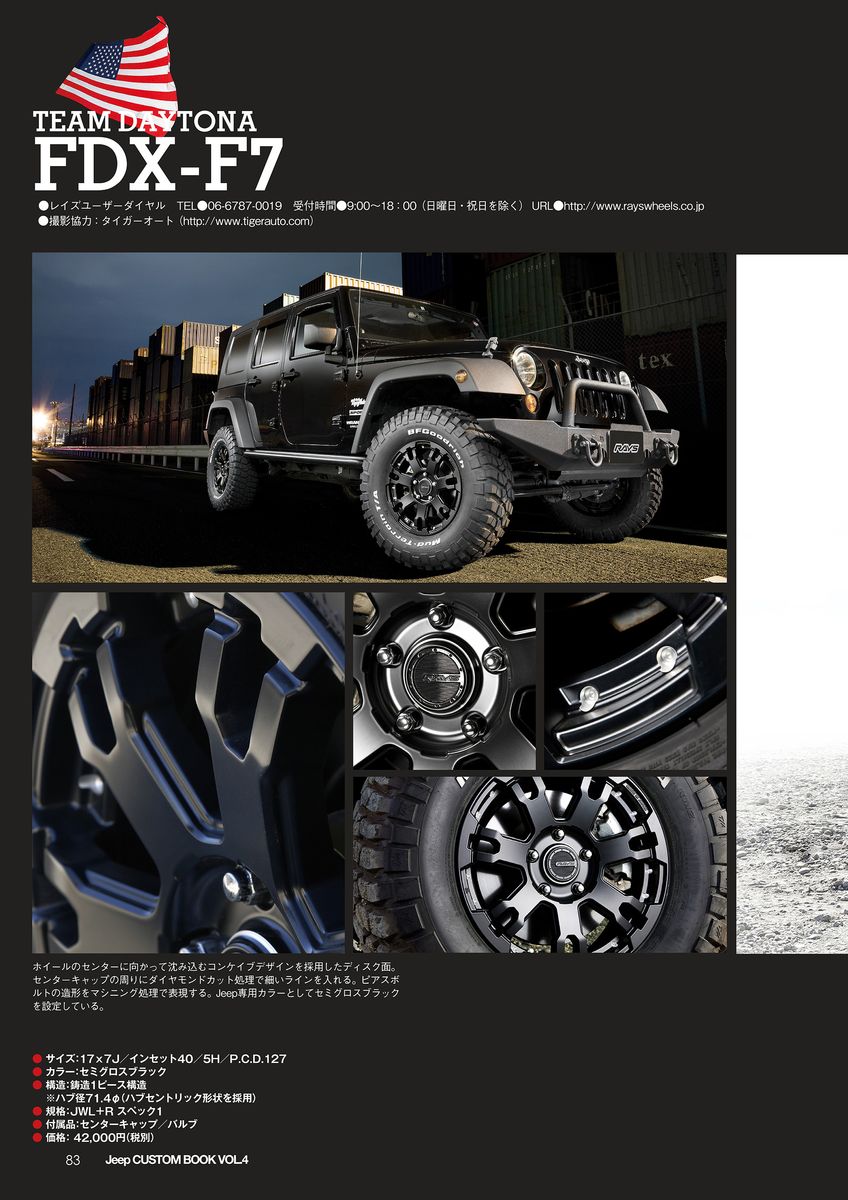 TEAM DAYTONA
FDX-F7
●レイズユーザーダイヤル　TEL●06-6787-0019　受付時間●9:00〜18：00（日曜日・祝日を除く） URL●http://www.rayswheels.co.jp
●撮影協力：タイガーオート（http://www.tigerauto.com）
tex
Jeep
BFGoodrich
Mud-Terrain T/A
RAYS
RAYS
RAYS
ホイールのセンターに向かって沈み込むコンケイブデザインを採用したディスク面。
センターキャップの周りにダイヤモンドカット処理で細いラインを入れる。ピアスボ
ルトの造形をマシニング処理で表現する。Jeep専用カラーとしてセミグロスブラック
を設定している。
●サイズ：17×7J／インセット40／5H／P.C.D.127
●カラー：セミグロスブラック
●構造：鋳造1ピース構造
※ハブ径71.4φ（ハブセントリック形状を採用）
●規格：JWL＋R スペック1
●付属品：センターキャップ／バルブ
●価格： 42,000円（税別）
83 Jeep CUSTOM BOOK VOL.4